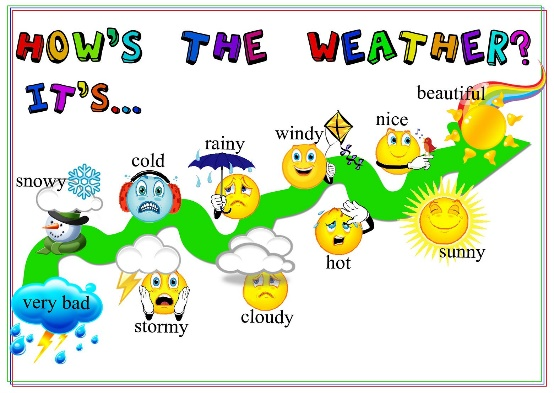 HOW'S THE WEATHER?
IT'S...
beautiful
nice
windy
rainy
cold
snowy
sunny
hot
very bad
cloudy
stormy